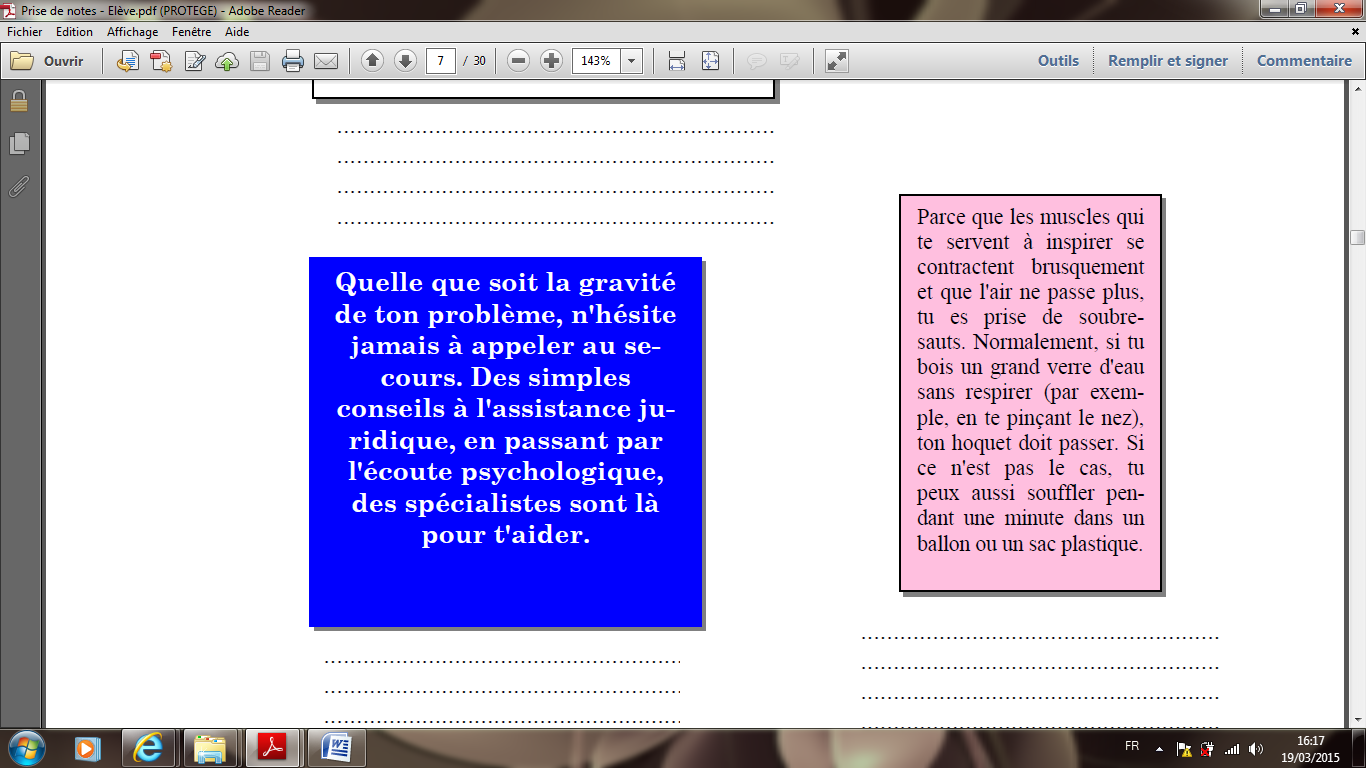 Prise de notes - Elève.pdf (PROTEGE) - Adobe Reader
Fichier Edition Affichage Fenêtre Aide
Ouvrir 7 / 30 143% Outils Remplir et signer Commentaire
................................................................
................................................................
................................................................
................................................................
Quelle que soit la gravité
de ton problème, n'hésite
jamais à appeler au se-
cours. Des simples
conseils à l'assistance ju-
ridique, en passant par
l'écoute psychologique,
des spécialistes sont là
pour t'aider.
................................................................
................................................................
................................................................
Parce que les muscles qui
te servent à inspirer se
contractent brusquement
et que l'air ne passe plus,
tu es prise de soubre-
sauts. Normalement, si tu
bois un grand verre d'eau
sans respirer (par exem-
ple, en te pinçant le nez),
ton hoquet doit passer. Si
ce n'est pas le cas, tu
peux aussi souffler pen-
dant une minute dans un
ballon ou un sac plastique.
................................................................
................................................................
................................................................
................................................................
FR 16:17
19/03/2015